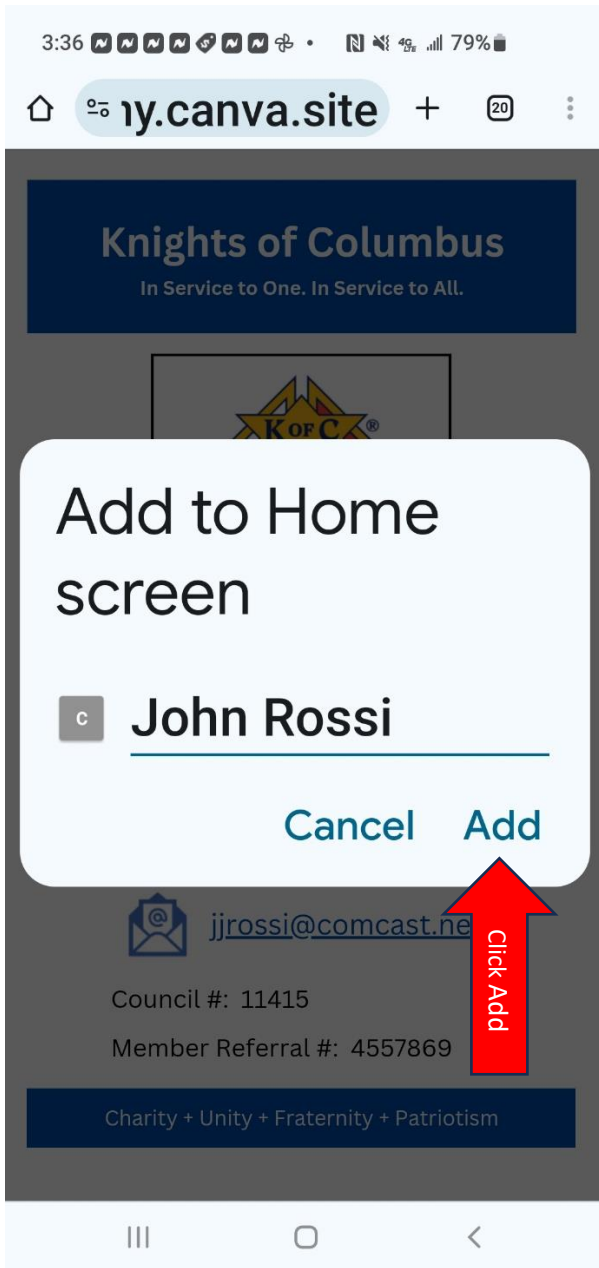 3:36 79%
1y.canva.site + 20
Knights of Columbus
In Service to One. In Service to All.
K OF C ®
Add to Home
screen
C John Rossi
Cancel Add
jjrossi@comcast.ne
Click Add
Council #: 11415
Member Referral #: 4557869
Charity + Unity + Fraternity + Patriotism